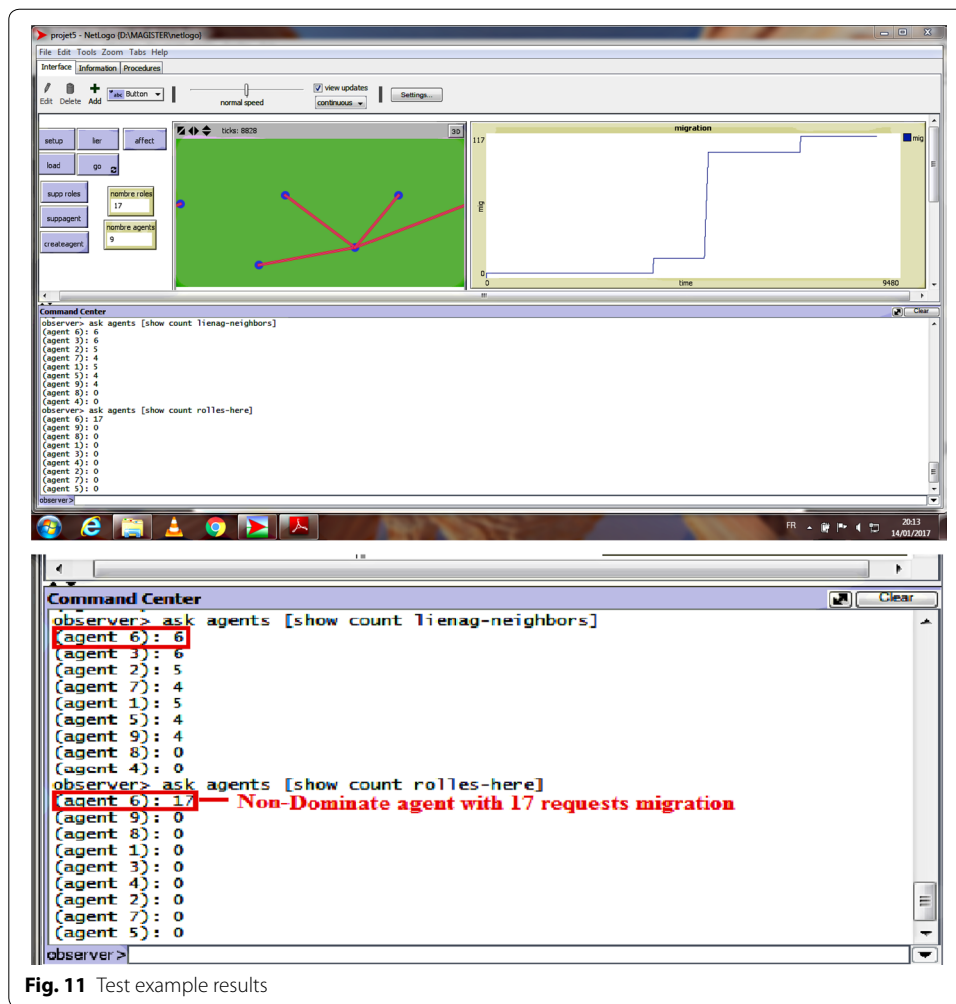 projet5 - NetLogo {D:\MAGISTER\netlogo}
File Edit Tools Zoom Tabs Help
Interface Information Procedures
Edit Delete Add abc Button normal speed view updates continuous Settings...
setup lier affect
load go
supp roles
suppagent
createagent
nombre roles
17
nombre agents
9
ticks: 8828 3D
migration
117
mig
0
0 time 9480
mig
Command Center Clear
observer> ask agents [show count lienag-neighbors]
(agent 6): 6
(agent 3): 6
(agent 2): 5
(agent 7): 4
(agent 1): 5
(agent 5): 4
(agent 9): 4
(agent 8): 0
(agent 4): 0
observer> ask agents [show count rolles-here]
(agent 6): 17
(agent 9): 0
(agent 8): 0
(agent 1): 0
(agent 3): 0
(agent 4): 0
(agent 2): 0
(agent 7): 0
(agent 5): 0
observer>
FR 20:13
14/01/2017
Command Center Clear
observer> ask agents [show count lienag-neighbors]
(agent 6): 6
(agent 3): 6
(agent 2): 5
(agent 7): 4
(agent 1): 5
(agent 5): 4
(agent 9): 4
(agent 8): 0
(agent 4): 0
observer> ask agents [show count rolles-here]
(agent 6): 17 Non-Dominate agent with 17 requests migration
(agent 9): 0
(agent 8): 0
(agent 1): 0
(agent 3): 0
(agent 4): 0
(agent 2): 0
(agent 7): 0
(agent 5): 0
observer>
Fig. 11 Test example results